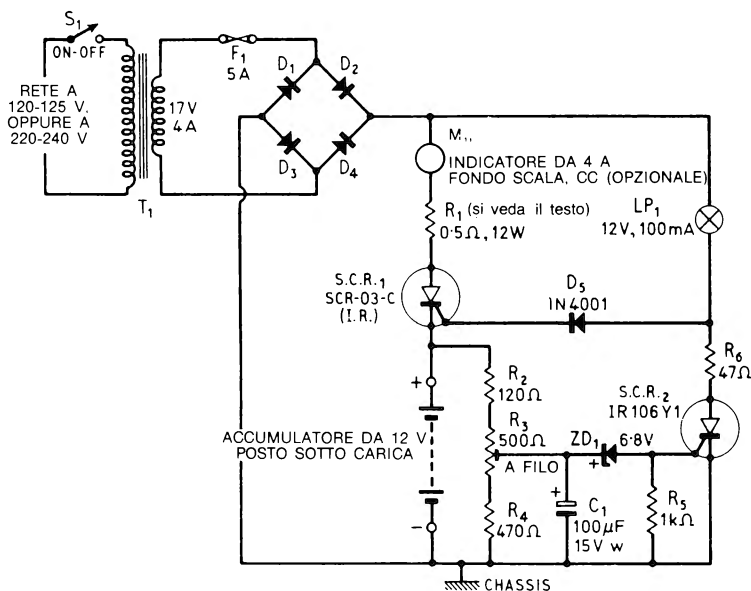 S1
ON-OFF
RETE A
120-125 V.
OPPURE A
220-240 V
T1
17V
4A
F1
5A
D1
D2
D3
D4
M1
INDICATORE DA 4 A
FONDO SCALA, CC (OPZIONALE)
R1 (si veda il testo)
0·5Ω, 12W
LP1
12V, 100mA
S.C.R.1
SCR-03-C
(I.R.)
D5
IN4001
R6
47Ω
S.C.R.2
IR106Y1
+
R2
120Ω
R3
500Ω
A FILO
ACCUMULATORE DA 12 V
POSTO SOTTO CARICA
-
R4
470Ω
ZD1
6·8V
+
+
C1
100µF
15V w
R5
1kΩ
CHASSIS